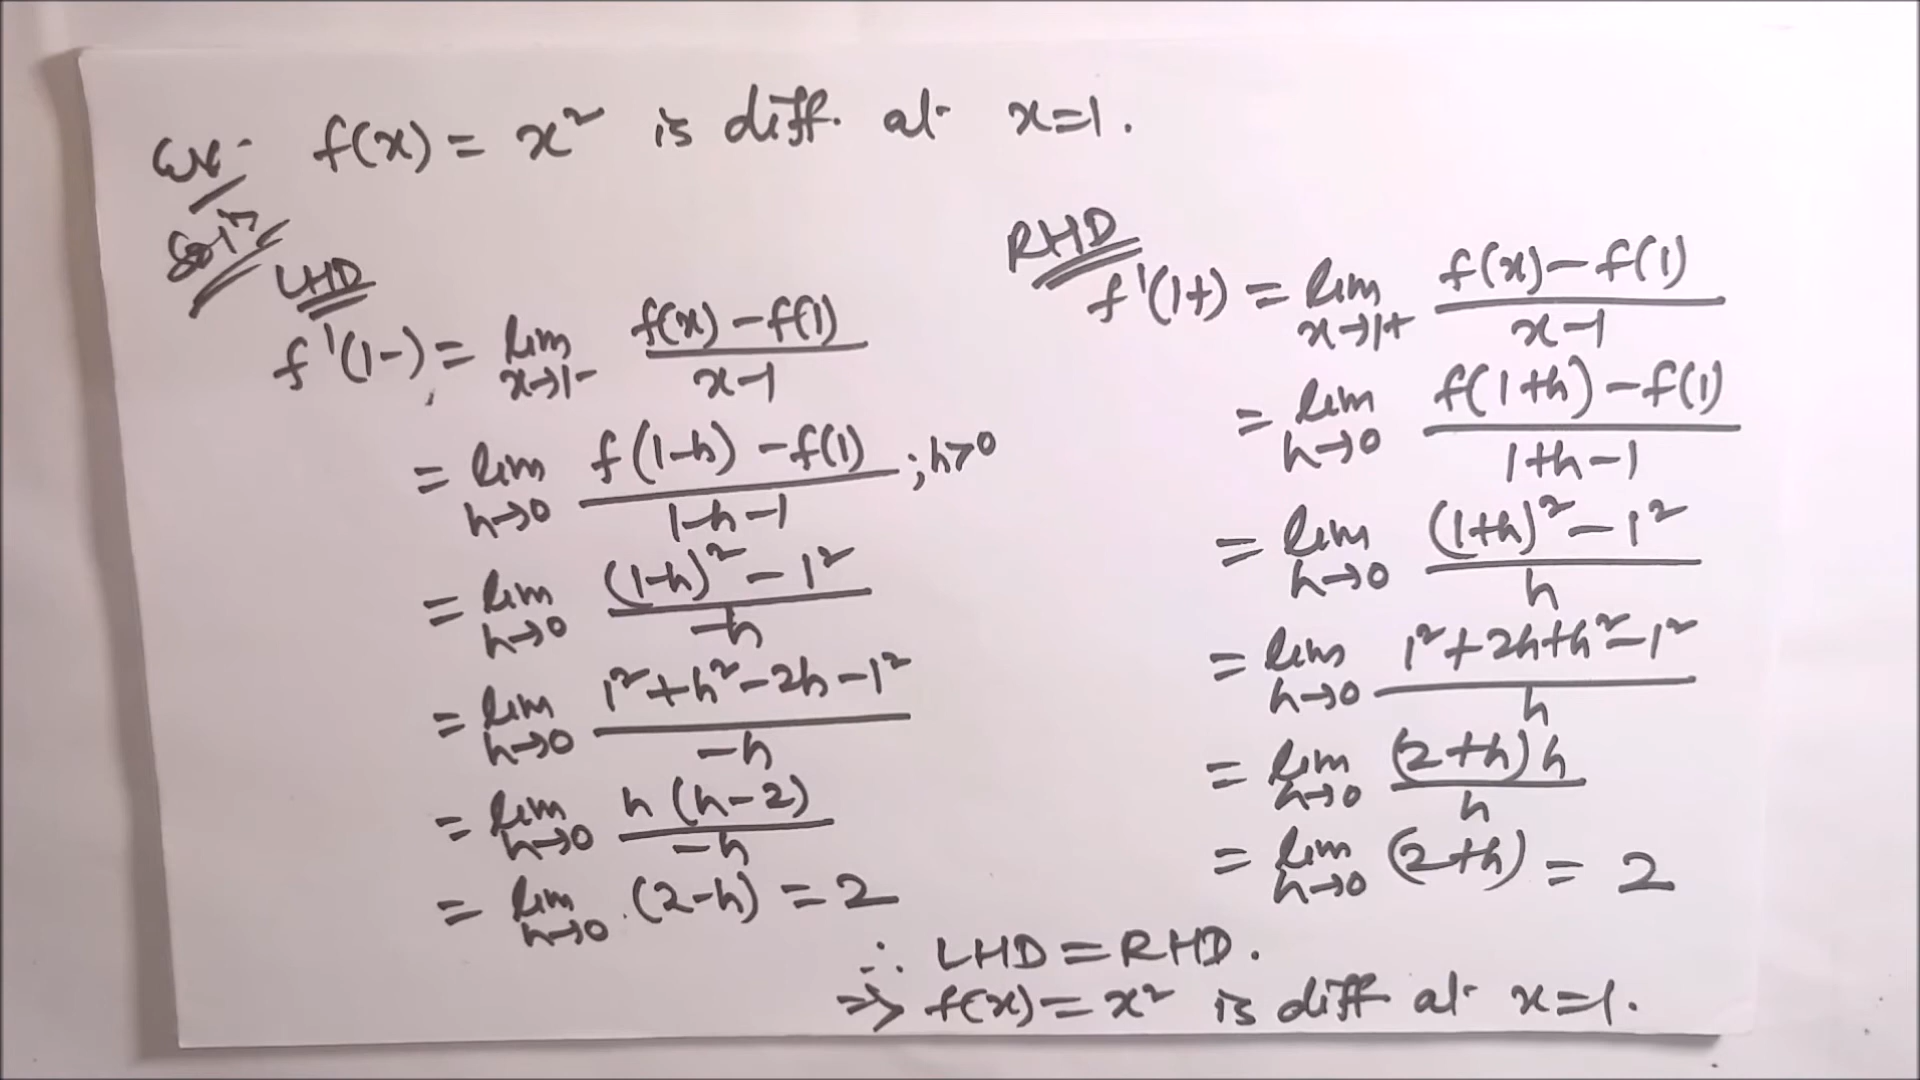 Ex- f(x) = x² is diff. at x=1.
Solⁿ
LHD
f'(1-) = lim x→1- f(x)-f(1) / x-1
= lim h→0 f(1-h)-f(1) / 1-h-1 ; h>0
= lim h→0 (1-h)²-1² / -h
= lim h→0 1²+h²-2h-1² / -h
= lim h→0 h(h-2) / -h
= lim h→0 (2-h) = 2
RHD
f'(1+) = lim x→1+ f(x)-f(1) / x-1
= lim h→0 f(1+h)-f(1) / 1+h-1
= lim h→0 (1+h)²-1² / h
= lim h→0 1²+2h+h²-1² / h
= lim h→0 (2+h)h / h
= lim h→0 (2+h) = 2
∴ LHD = RHD.
⇒ f(x) = x² is diff at x=1.